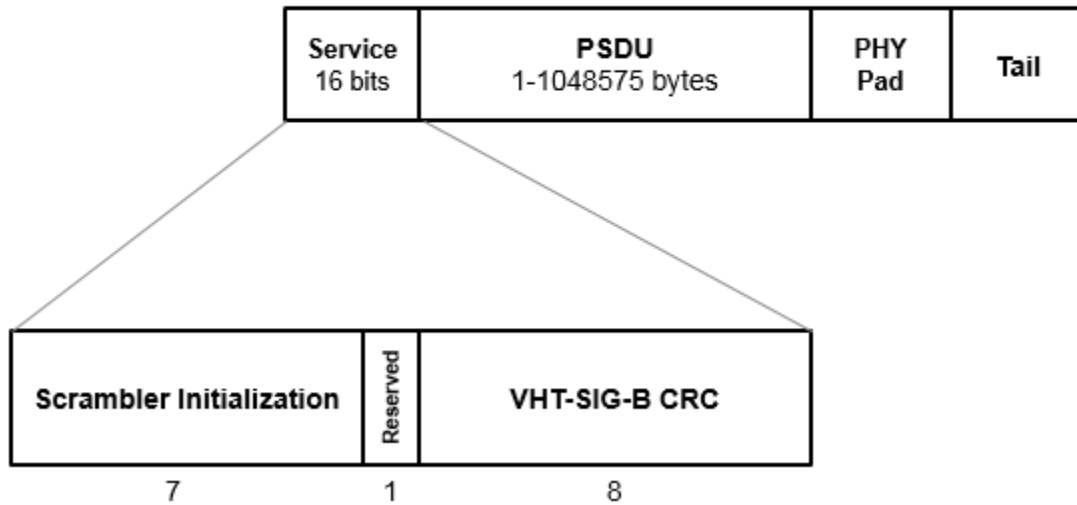 Service
16 bits
PSDU
1-1048575 bytes
PHY
Pad
Tail
Scrambler Initialization
Reserved
VHT-SIG-B CRC
7
1
8